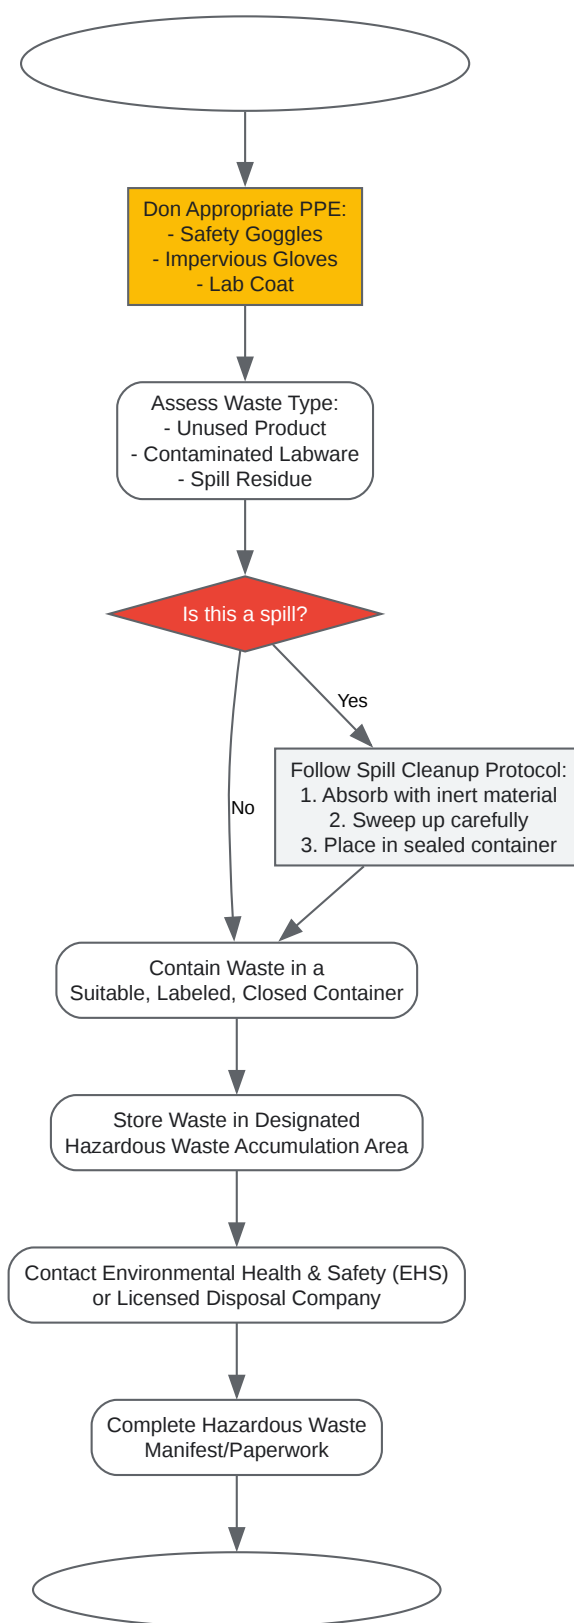 Don Appropriate PPE:
- Safety Goggles
- Impervious Gloves
- Lab Coat
Assess Waste Type:
- Unused Product
- Contaminated Labware
- Spill Residue
Is this a spill?
Yes
Follow Spill Cleanup Protocol:
1. Absorb with inert material
2. Sweep up carefully
3. Place in sealed container
No
Contain Waste in a
Suitable, Labeled, Closed Container
Store Waste in Designated
Hazardous Waste Accumulation Area
Contact Environmental Health & Safety (EHS)
or Licensed Disposal Company
Complete Hazardous Waste
Manifest/Paperwork